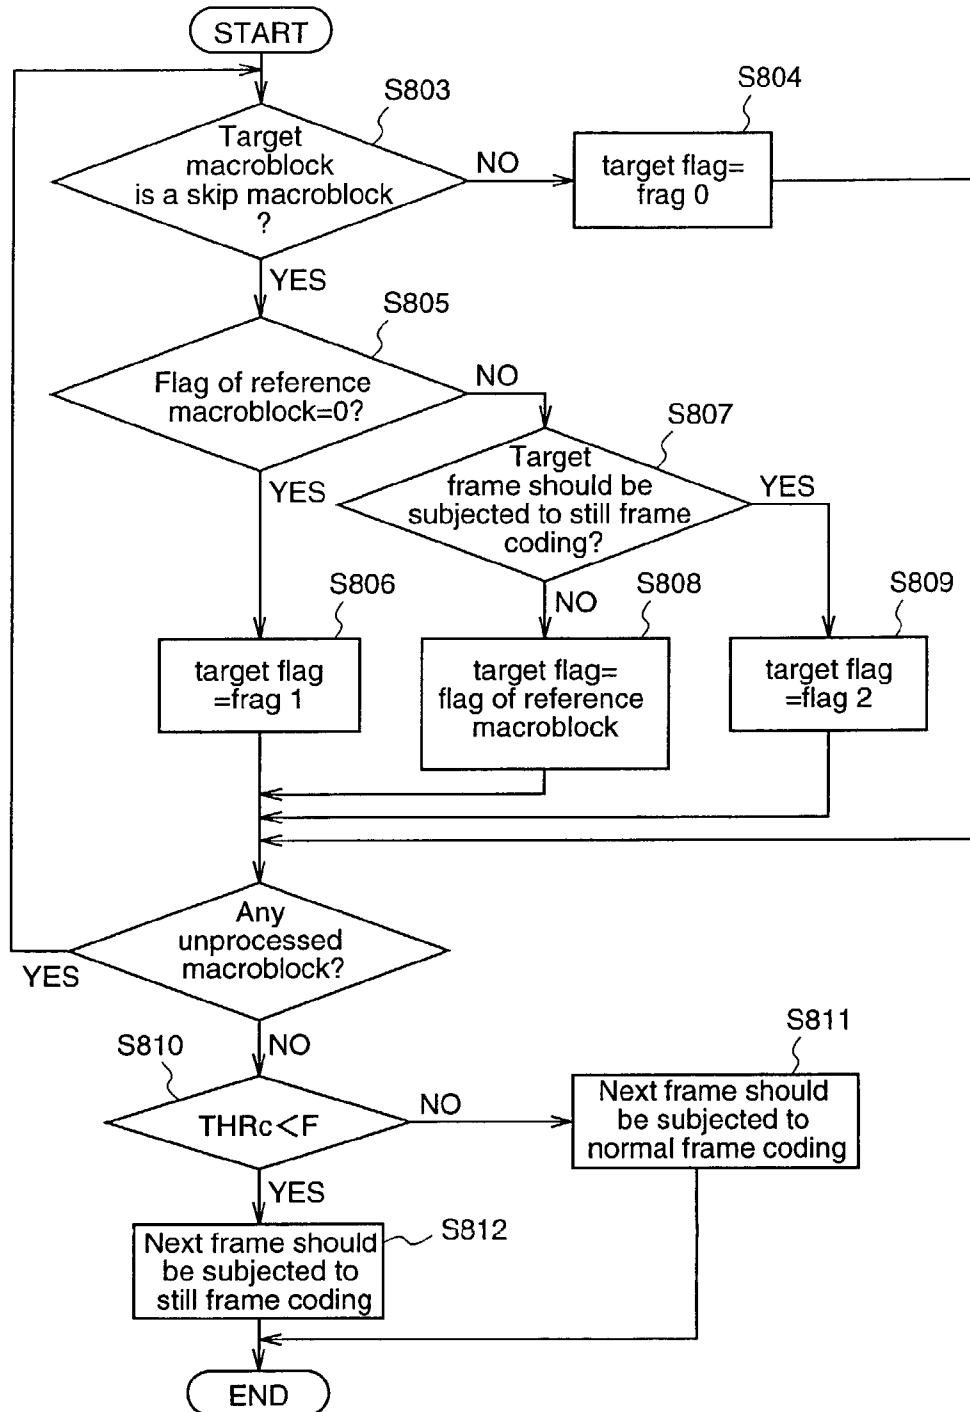 START
S803
Target
macroblock
is a skip macroblock
?
NO
S804
target flag=
frag 0
YES
S805
Flag of reference
macroblock=0?
NO
S807
Target
frame should be
subjected to still frame
coding?
YES
YES
S806
target flag
=frag 1
NO
S808
target flag=
flag of reference
macroblock
S809
target flag
=flag 2
Any
unprocessed
macroblock?
YES
NO
S810
THRc<F
NO
S811
Next frame should
be subjected to
normal frame coding
YES
S812
Next frame should
be subjected to
still frame coding
END